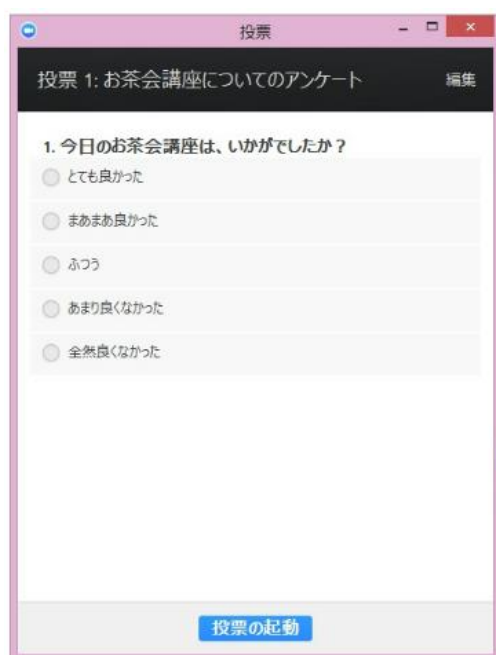 投票
投票 1: お茶会講座についてのアンケート 編集
1. 今日のお茶会講座は、いかがでしたか？
とても良かった
まあまあ良かった
ふつう
あまり良くなかった
全然良くなかった
投票の起動